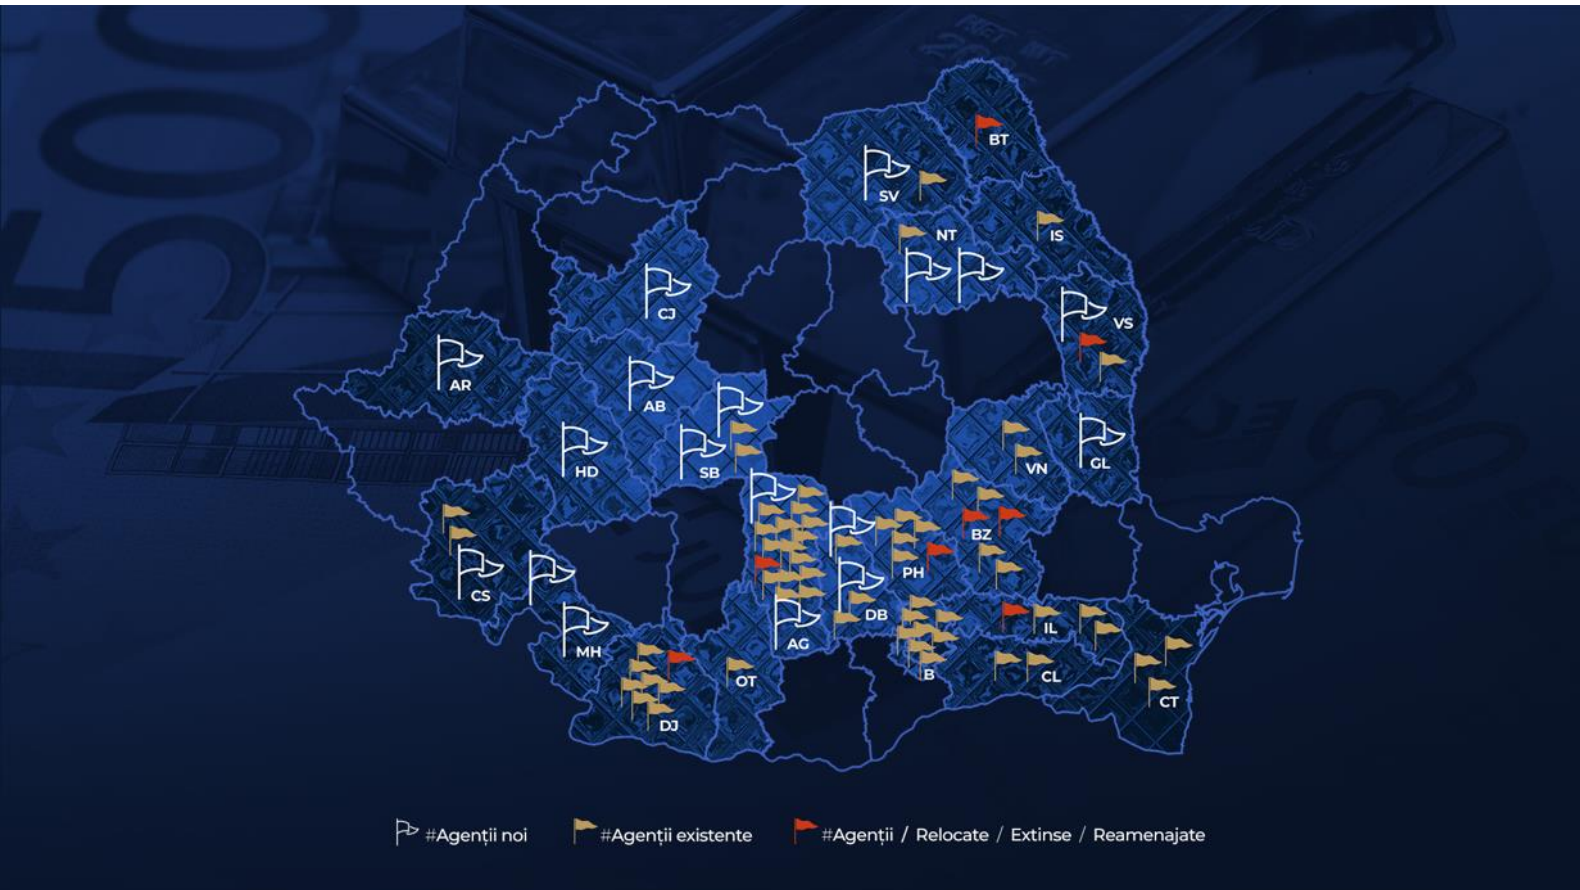 BT
SV
NT
IS
CJ
VS
AR
AB
HD
SB
GL
VN
BZ
PH
CS
DB
IL
AG
MH
OT
B
CL
CT
DJ
#Agenții noi
#Agenții existente
#Agenții / Relocate / Extinse / Reamenajate